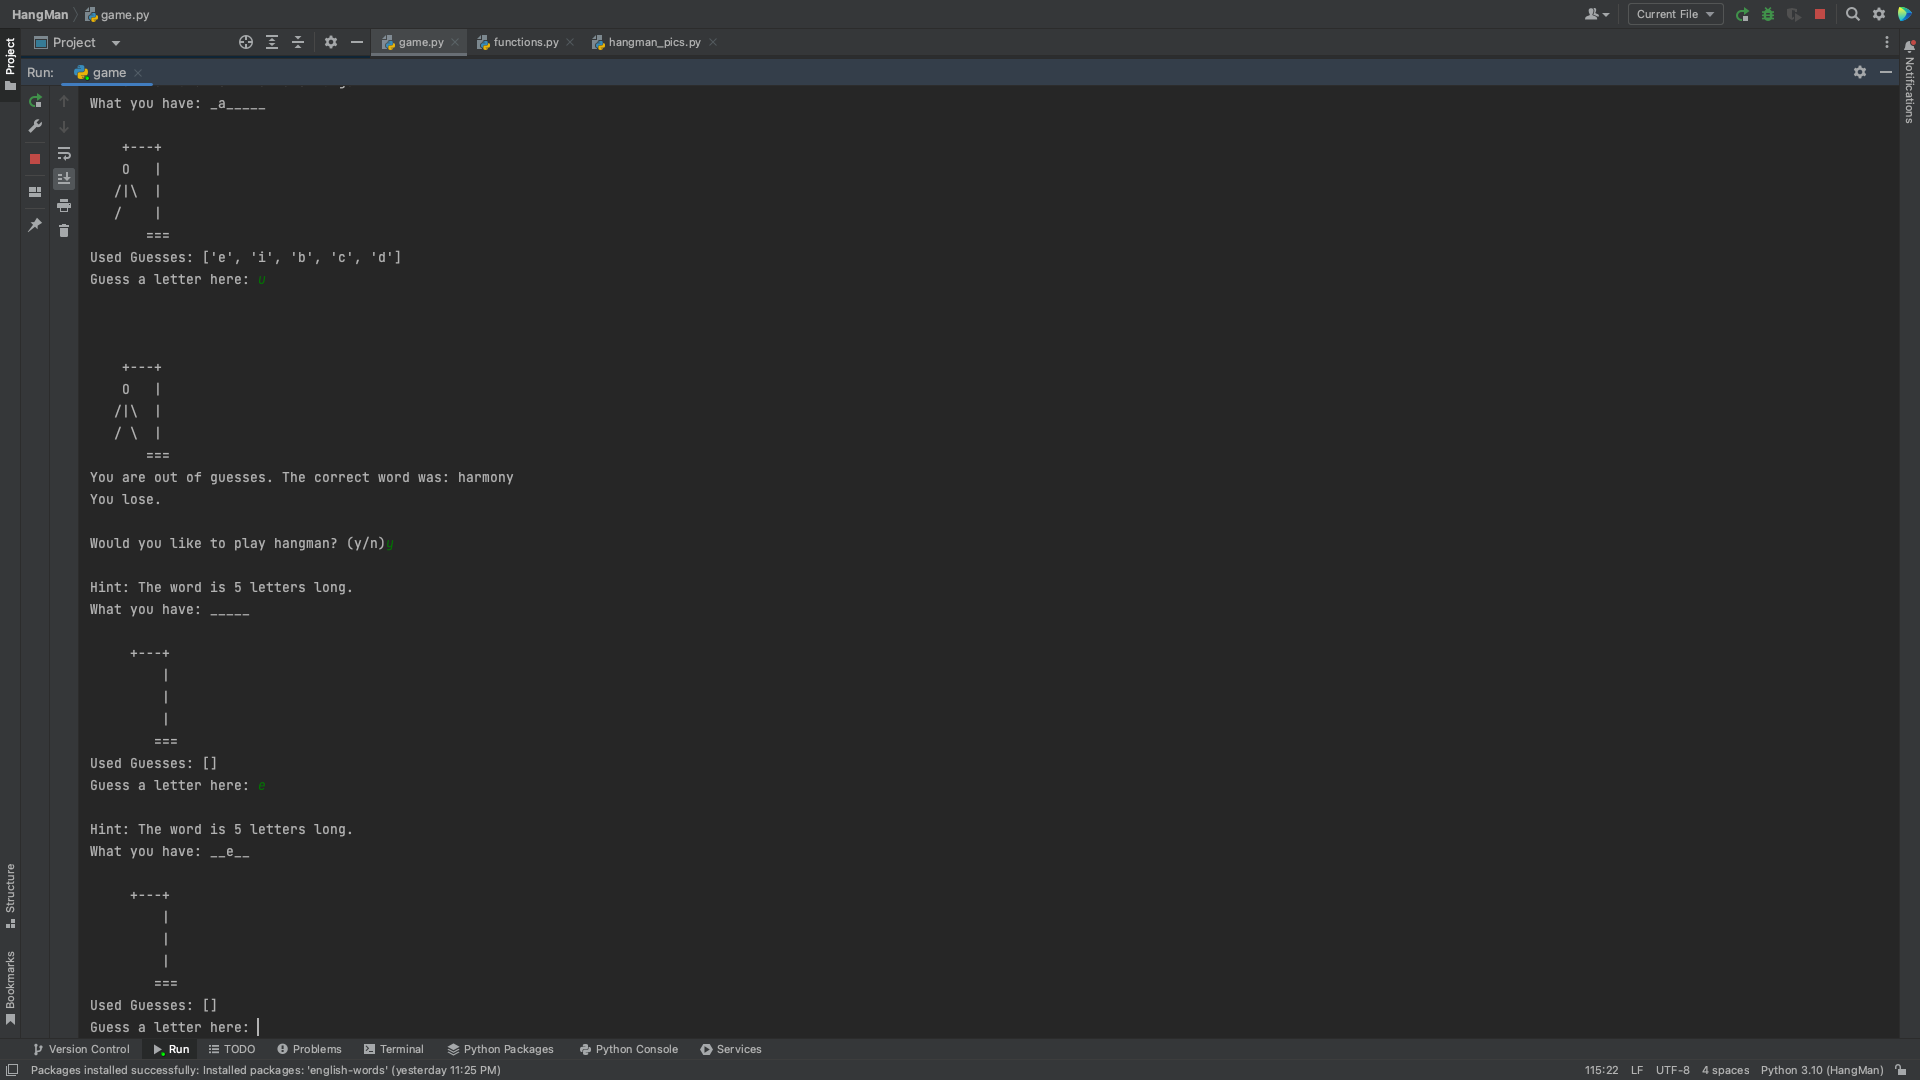 HangMan
game.py
Current File
Project
game.py
functions.py
hangman_pics.py
Project
Notifications
Run:
game
What you have: _a_____
+---+
O   |
/|\  |
/    |
===
Used Guesses: ['e', 'i', 'b', 'c', 'd']
Guess a letter here: u
+---+
O   |
/|\  |
/ \  |
===
You are out of guesses. The correct word was: harmony
You lose.
Would you like to play hangman? (y/n)y
Hint: The word is 5 letters long.
What you have: _____
+---+
|
|
|
===
Used Guesses: []
Guess a letter here: e
Hint: The word is 5 letters long.
What you have: __e__
+---+
|
|
|
===
Used Guesses: []
Guess a letter here:
Structure
Bookmarks
Version Control
Run
TODO
Problems
Terminal
Python Packages
Python Console
Services
Packages installed successfully: Installed packages: 'english-words' (yesterday 11:25 PM)
115:22
LF
UTF-8
4 spaces
Python 3.10 (HangMan)